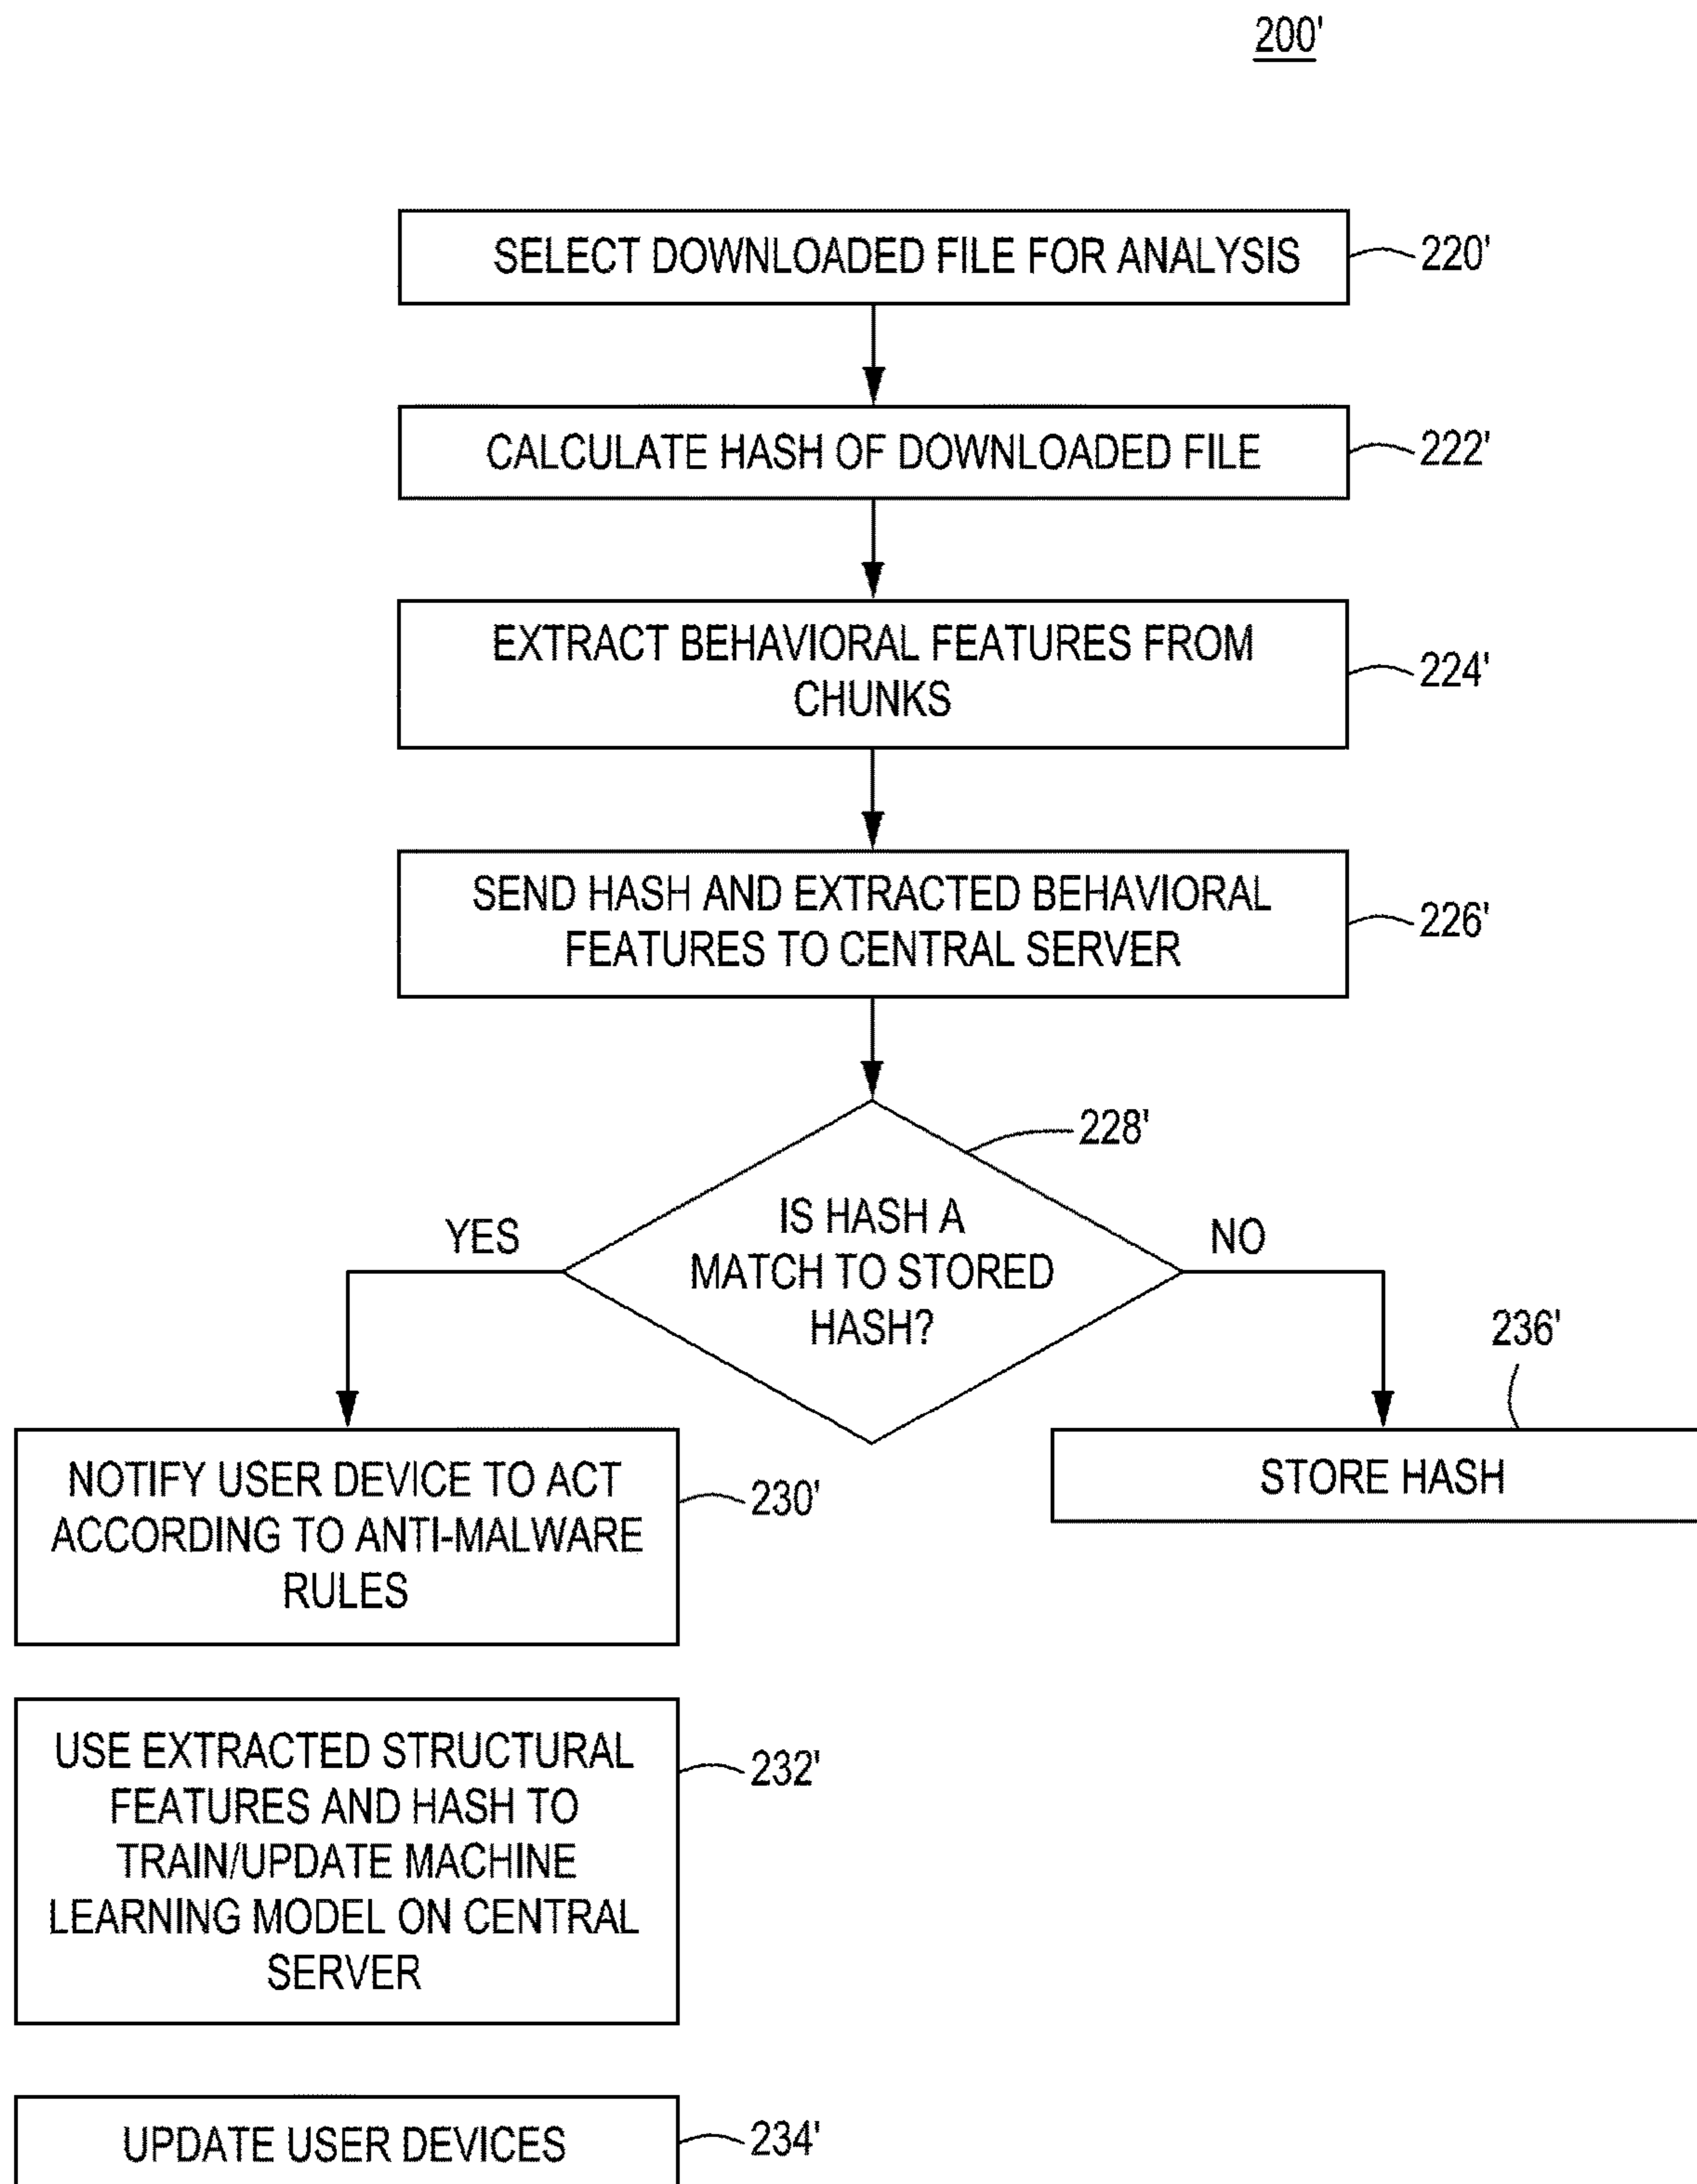 200'
SELECT DOWNLOADED FILE FOR ANALYSIS
220'
CALCULATE HASH OF DOWNLOADED FILE
222'
EXTRACT BEHAVIORAL FEATURES FROM
CHUNKS
224'
SEND HASH AND EXTRACTED BEHAVIORAL
FEATURES TO CENTRAL SERVER
226'
228'
IS HASH A
MATCH TO STORED
HASH?
YES
NO
236'
NOTIFY USER DEVICE TO ACT
ACCORDING TO ANTI-MALWARE
RULES
230'
STORE HASH
USE EXTRACTED STRUCTURAL
FEATURES AND HASH TO
TRAIN/UPDATE MACHINE
LEARNING MODEL ON CENTRAL
SERVER
232'
UPDATE USER DEVICES
234'